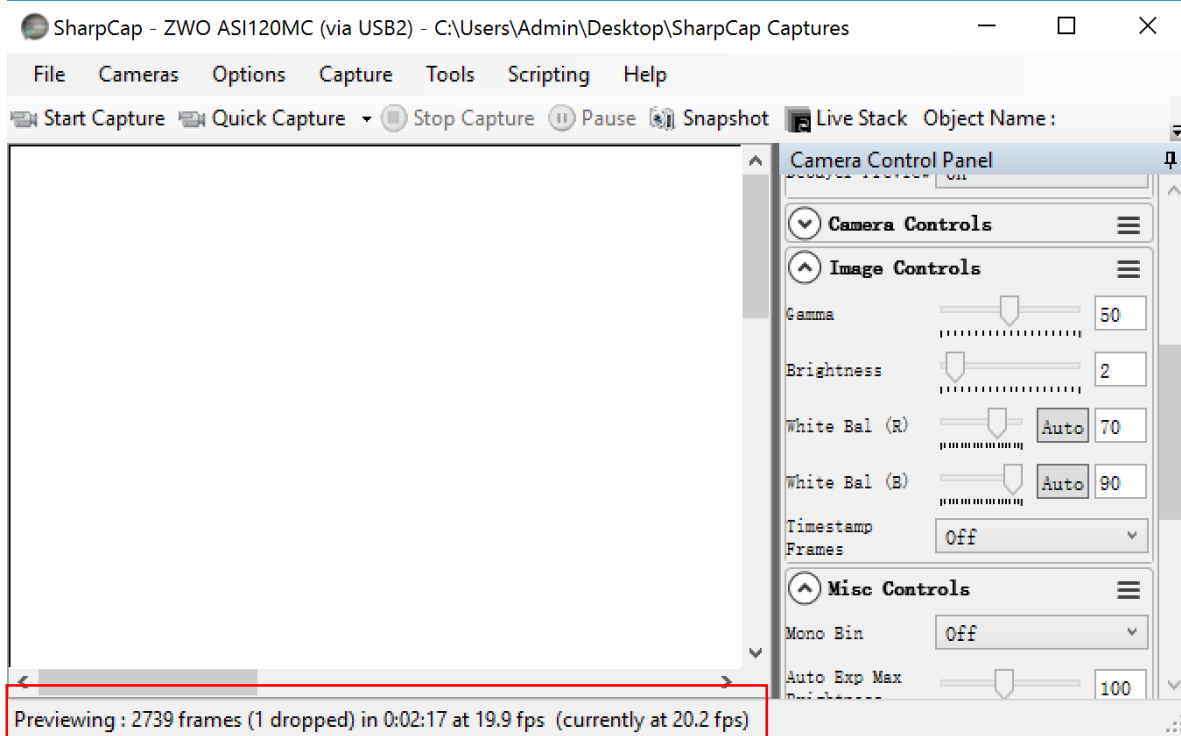 SharpCap - ZWO ASI120MC (via USB2) - C:\Users\Admin\Desktop\SharpCap Captures
File Cameras Options Capture Tools Scripting Help
Start Capture Quick Capture Stop Capture Pause Snapshot Live Stack Object Name :
Camera Control Panel
Camera Controls
Image Controls
Gamma 50
Brightness 2
White Bal (R) Auto 70
White Bal (B) Auto 90
Timestamp
Frames Off
Misc Controls
Mono Bin Off
Auto Exp Max
100
Previewing : 2739 frames (1 dropped) in 0:02:17 at 19.9 fps (currently at 20.2 fps)